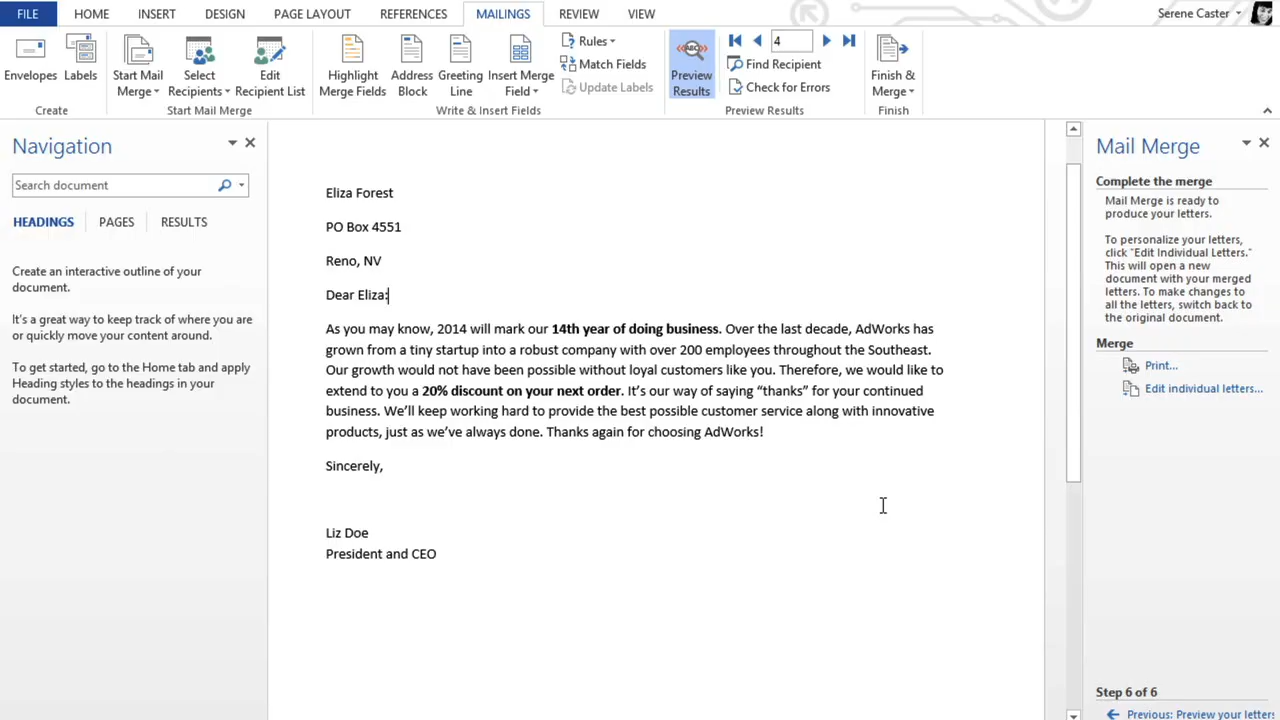 FILE HOME INSERT DESIGN PAGE LAYOUT REFERENCES MAILINGS REVIEW VIEW Serene Caster
Envelopes Labels
Create
Start Mail Merge
Select Recipients
Edit Recipient List
Start Mail Merge
Highlight Merge Fields
Address Block
Greeting Line
Insert Merge Field
Rules
Match Fields
Update Labels
Write & Insert Fields
ABC
Preview Results
4
Find Recipient
Check for Errors
Preview Results
Finish & Merge
Finish
Navigation
Search document
HEADINGS PAGES RESULTS
Create an interactive outline of your
document.
It's a great way to keep track of where you are
or quickly move your content around.
To get started, go to the Home tab and apply
Heading styles to the headings in your
document.
Eliza Forest
PO Box 4551
Reno, NV
Dear Eliza:
As you may know, 2014 will mark our 14th year of doing business. Over the last decade, AdWorks has
grown from a tiny startup into a robust company with over 200 employees throughout the Southeast.
Our growth would not have been possible without loyal customers like you. Therefore, we would like to
extend to you a 20% discount on your next order. It's our way of saying “thanks” for your continued
business. We'll keep working hard to provide the best possible customer service along with innovative
products, just as we've always done. Thanks again for choosing AdWorks!
Sincerely,
Liz Doe
President and CEO
Mail Merge
Complete the merge
Mail Merge is ready to
produce your letters.
To personalize your letters,
click "Edit Individual Letters."
This will open a new
document with your merged
letters. To make changes to
all the letters, switch back to
the original document.
Merge
Print...
Edit individual letters...
Step 6 of 6
Previous: Preview your letters